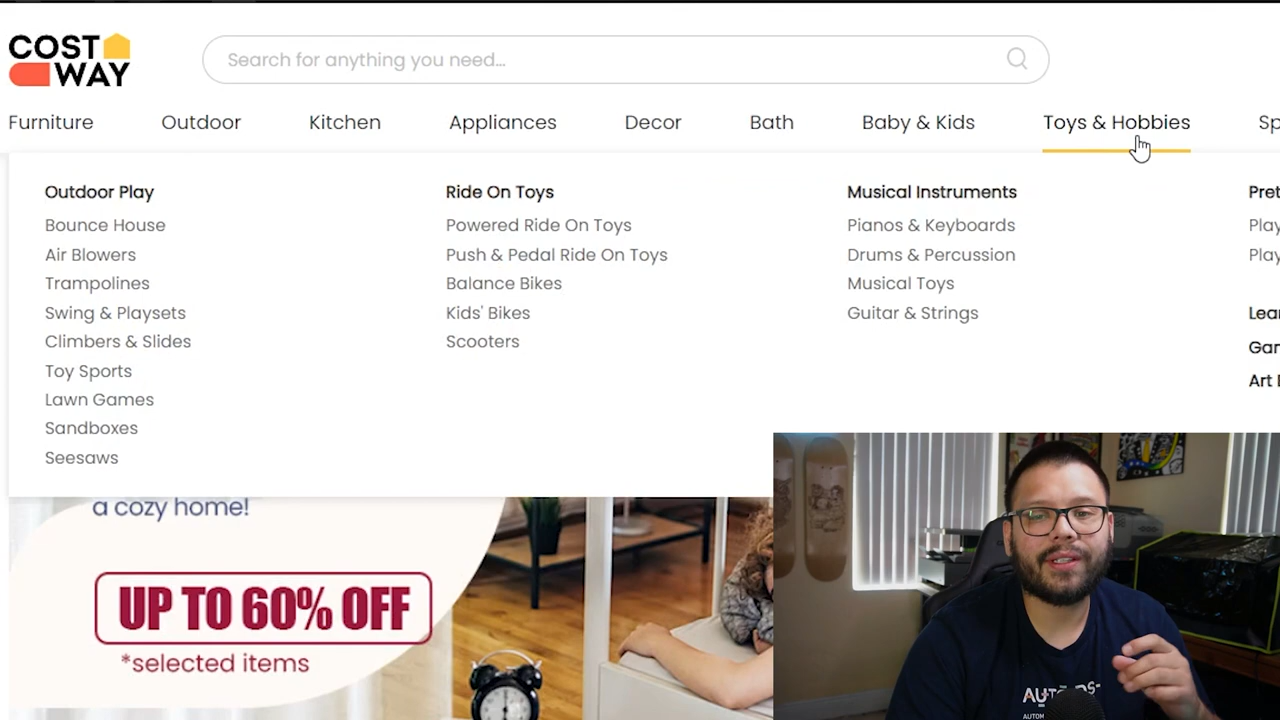 COST
WAY
Search for anything you need...
Furniture Outdoor Kitchen Appliances Decor Bath Baby & Kids Toys & Hobbies
Outdoor Play
Bounce House
Air Blowers
Trampolines
Swing & Playsets
Climbers & Slides
Toy Sports
Lawn Games
Sandboxes
Seesaws
Ride On Toys
Powered Ride On Toys
Push & Pedal Ride On Toys
Balance Bikes
Kids' Bikes
Scooters
Musical Instruments
Pianos & Keyboards
Drums & Percussion
Musical Toys
Guitar & Strings
Play
Play
Art
a cozy home!
UP TO 60% OFF
*selected items